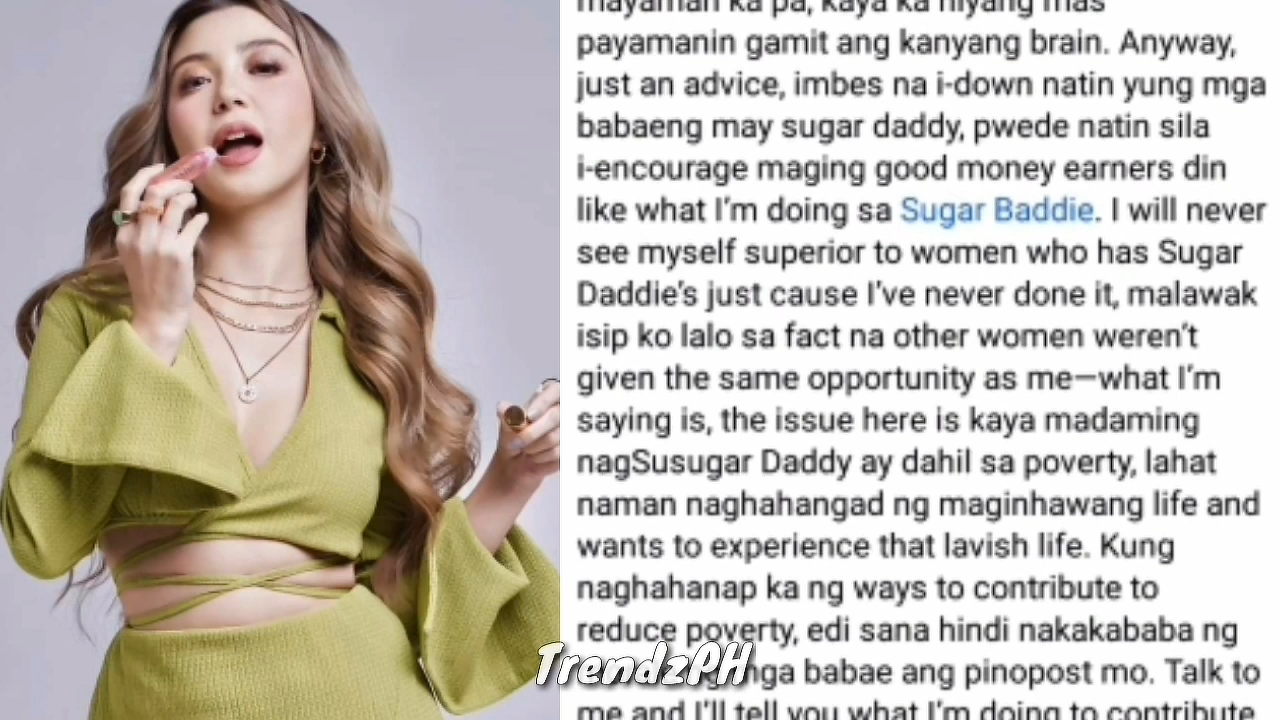 mayaman ka pa, kaya ka niyang mas
payamanin gamit ang kanyang brain. Anyway,
just an advice, imbes na i-down natin yung mga
babaeng may sugar daddy, pwede natin sila
i-encourage maging good money earners din
like what I'm doing sa Sugar Baddie. I will never
see myself superior to women who has Sugar
Daddie's just cause I've never done it, malawak
isip ko lalo sa fact na other women weren't
given the same opportunity as me—what I'm
saying is, the issue here is kaya madaming
nagSusugar Daddy ay dahil sa poverty, lahat
naman naghahangad ng maginhawang life and
wants to experience that lavish life. Kung
naghahanap ka ng ways to contribute to
reduce poverty, edi sana hindi nakakababa ng
mga babae ang pinopost mo. Talk to
me and I'll tell you what I'm doing to contribute
TrendzPH